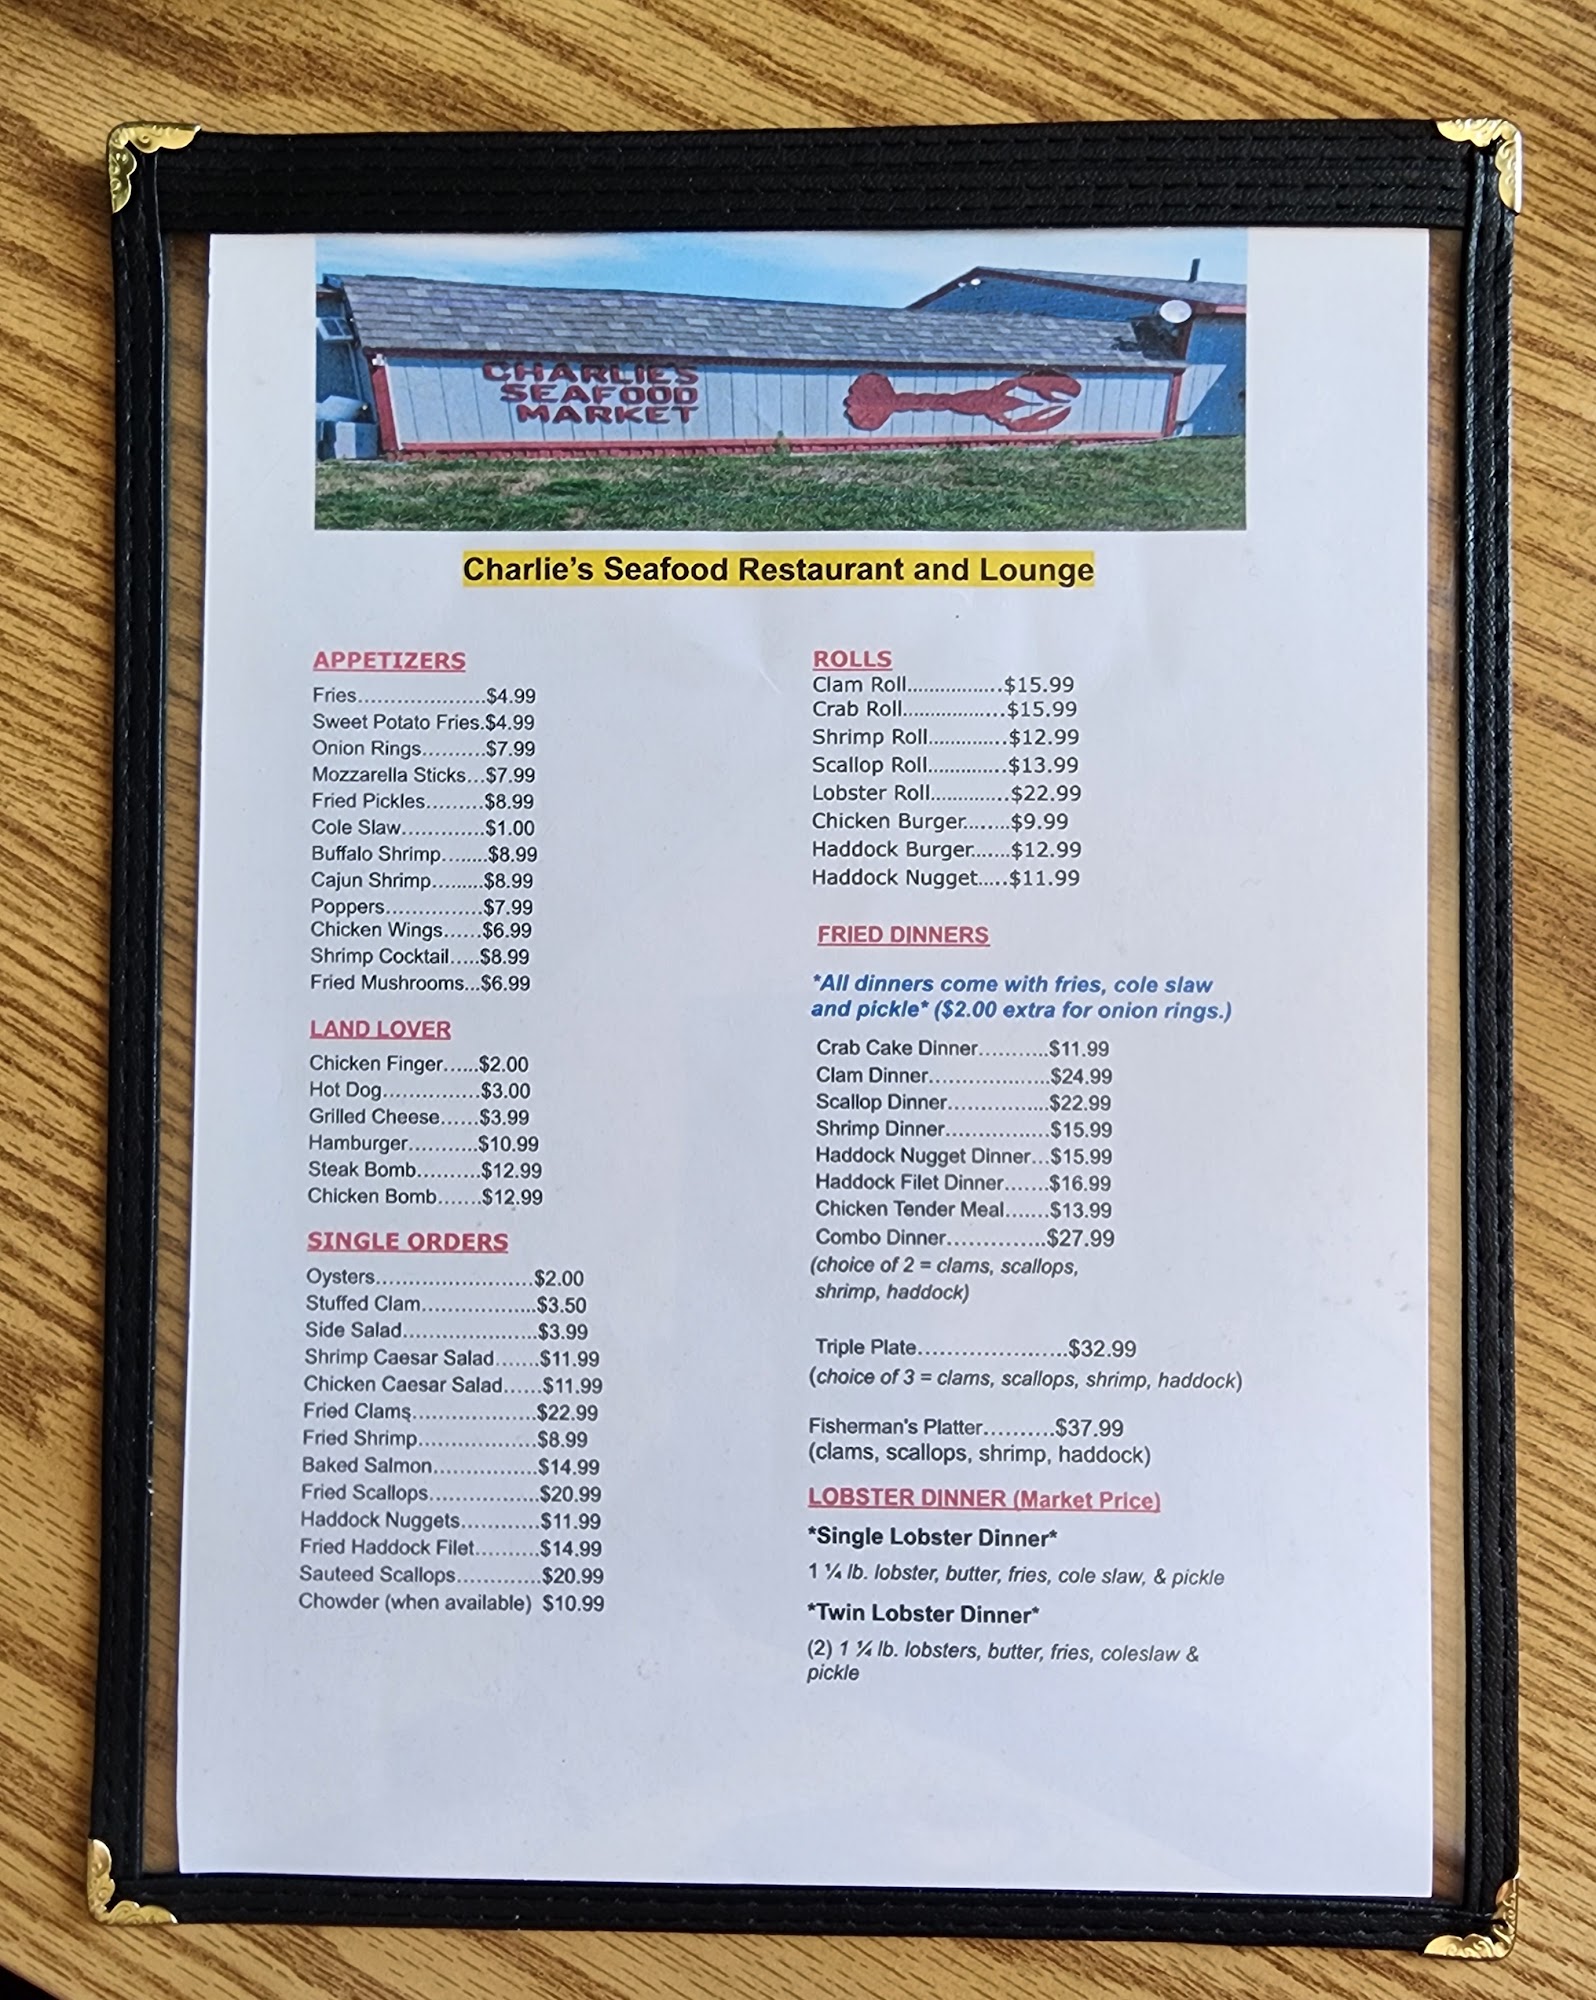 CHARLIE'S
SEAFOOD
MARKET
Charlie's Seafood Restaurant and Lounge
APPETIZERS
Fries....................$4.99
Sweet Potato Fries.$4.99
Onion Rings..........$7.99
Mozzarella Sticks...$7.99
Fried Pickles.........$8.99
Cole Slaw.............$1.00
Buffalo Shrimp........$8.99
Cajun Shrimp.........$8.99
Poppers...............$7.99
Chicken Wings......$6.99
Shrimp Cocktail.....$8.99
Fried Mushrooms...$6.99
LAND LOVER
Chicken Finger......$2.00
Hot Dog...............$3.00
Grilled Cheese......$3.99
Hamburger...........$10.99
Steak Bomb..........$12.99
Chicken Bomb.......$12.99
SINGLE ORDERS
Oysters........................$2.00
Stuffed Clam..................$3.50
Side Salad.....................$3.99
Shrimp Caesar Salad.......$11.99
Chicken Caesar Salad......$11.99
Fried Clams...................$22.99
Fried Shrimp..................$8.99
Baked Salmon................$14.99
Fried Scallops.................$20.99
Haddock Nuggets............$11.99
Fried Haddock Filet..........$14.99
Sauteed Scallops.............$20.99
Chowder (when available) $10.99
ROLLS
Clam Roll.................$15.99
Crab Roll..................$15.99
Shrimp Roll..............$12.99
Scallop Roll..............$13.99
Lobster Roll..............$22.99
Chicken Burger........$9.99
Haddock Burger.......$12.99
Haddock Nugget.....$11.99
FRIED DINNERS
*All dinners come with fries, cole slaw
and pickle* ($2.00 extra for onion rings.)
Crab Cake Dinner...........$11.99
Clam Dinner...................$24.99
Scallop Dinner................$22.99
Shrimp Dinner................$15.99
Haddock Nugget Dinner...$15.99
Haddock Filet Dinner.......$16.99
Chicken Tender Meal.......$13.99
Combo Dinner..............$27.99
(choice of 2 = clams, scallops,
shrimp, haddock)
Triple Plate.....................$32.99
(choice of 3 = clams, scallops, shrimp, haddock)
Fisherman's Platter..........$37.99
(clams, scallops, shrimp, haddock)
LOBSTER DINNER (Market Price)
*Single Lobster Dinner*
1 ¼ lb. lobster, butter, fries, cole slaw, & pickle
*Twin Lobster Dinner*
(2) 1 ¼ lb. lobsters, butter, fries, coleslaw &
pickle